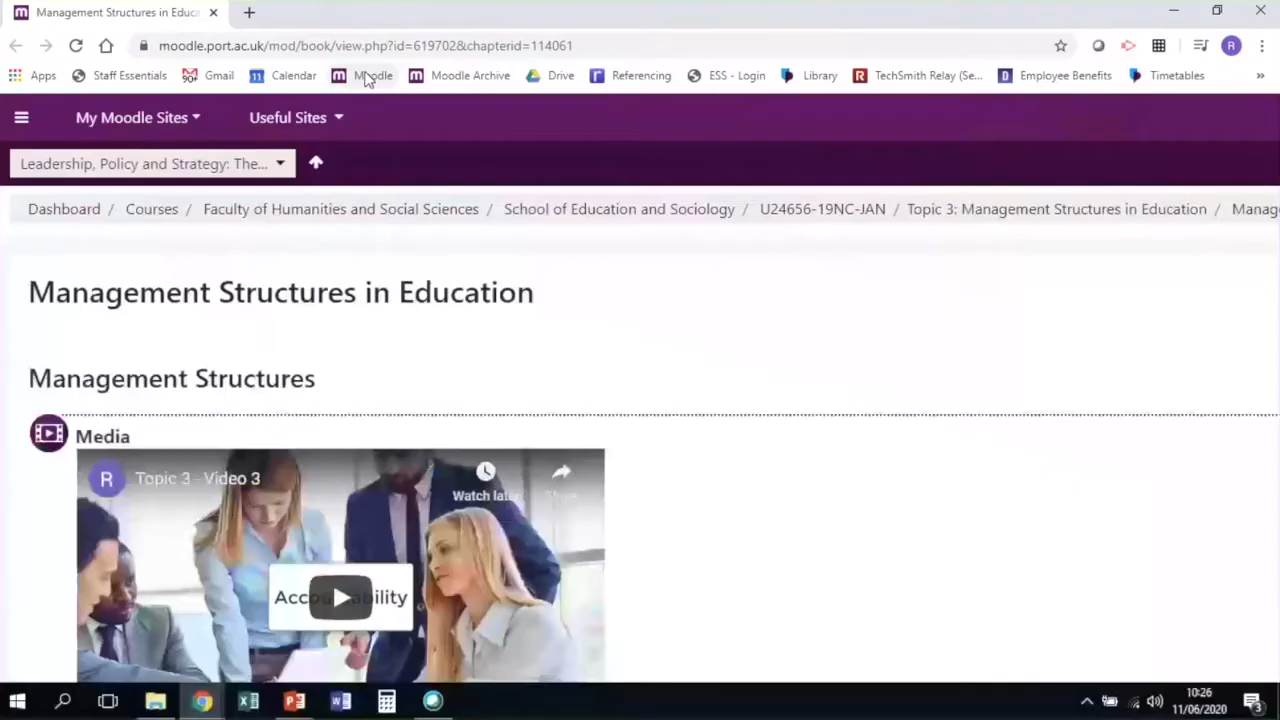 Management Structures in Educa
moodle.port.ac.uk/mod/book/view.php?id=619702&chapterid=114061
R
Apps Staff Essentials 90+ Gmail 11 Calendar Moodle Moodle Archive Drive Referencing ESS - Login Library TechSmith Relay (Se... Employee Benefits Timetables »
My Moodle Sites Useful Sites
Leadership, Policy and Strategy: The...
Dashboard / Courses / Faculty of Humanities and Social Sciences / School of Education and Sociology / U24656-19NC-JAN / Topic 3: Management Structures in Education / Manag
Management Structures in Education
Management Structures
Media
R Topic 3 - Video 3
Watch later Share
Accountability
10:26
11/06/2020
3